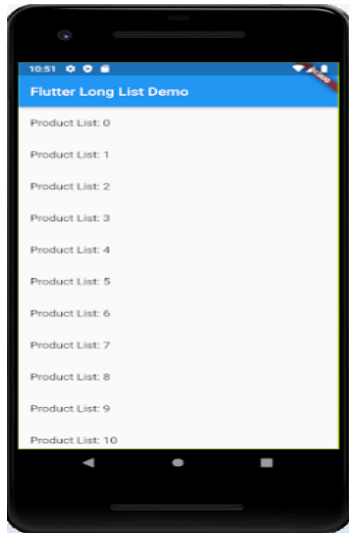 10:51
Flutter Long List Demo
Product List: 0
Product List: 1
Product List: 2
Product List: 3
Product List: 4
Product List: 5
Product List: 6
Product List: 7
Product List: 8
Product List: 9
Product List: 10